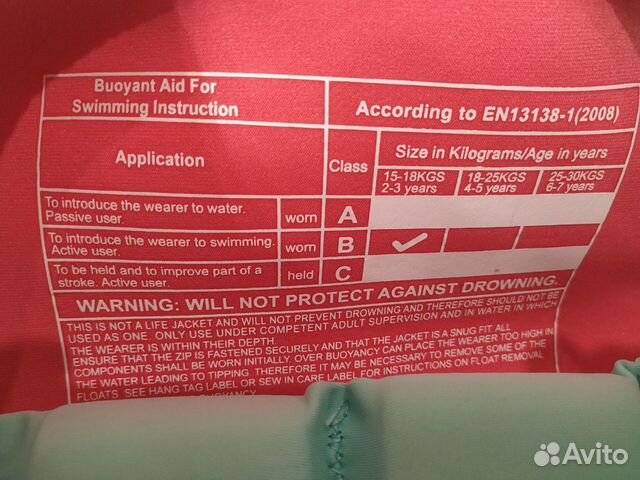 Buoyant Aid For
Swimming Instruction
According to EN13138-1(2008)
Application
Class
Size in Kilograms/Age in years
15-18KGS
2-3 years
18-25KGS
4-5 years
25-30KGS
6-7 years
To introduce the wearer to water.
Passive user.
worn
A
To introduce the wearer to swimming.
Active user.
worn
B
✓
To be held and to improve part of a
stroke. Active user.
held
C
WARNING: WILL NOT PROTECT AGAINST DROWNING.
THIS IS NOT A LIFE JACKET AND WILL NOT PREVENT DROWNING AND THEREFORE SHOULD NOT BE
USED AS ONE. ONLY USE UNDER COMPETENT ADULT SUPERVISION AND IN WATER IN WHICH
THE WEARER IS WITHIN THEIR DEPTH.
ENSURE THAT THE ZIP IS FASTENED SECURELY AND THAT THE JACKET IS A SNUG FIT ALL
COMPONENTS SHALL BE WORN INITIALLY. OVER BUOYANCY CAN PLACE THE WEARER TOO HIGH IN
THE WATER LEADING TO TIPPING. THEREFORE IT MAY BE NECESSARY TO REMOVE SOME OF THE
FLOATS SEE HANG TAG LABEL OR SEW IN CARE LABEL FOR INSTRUCTIONS ON FLOAT REMOVAL
Avito